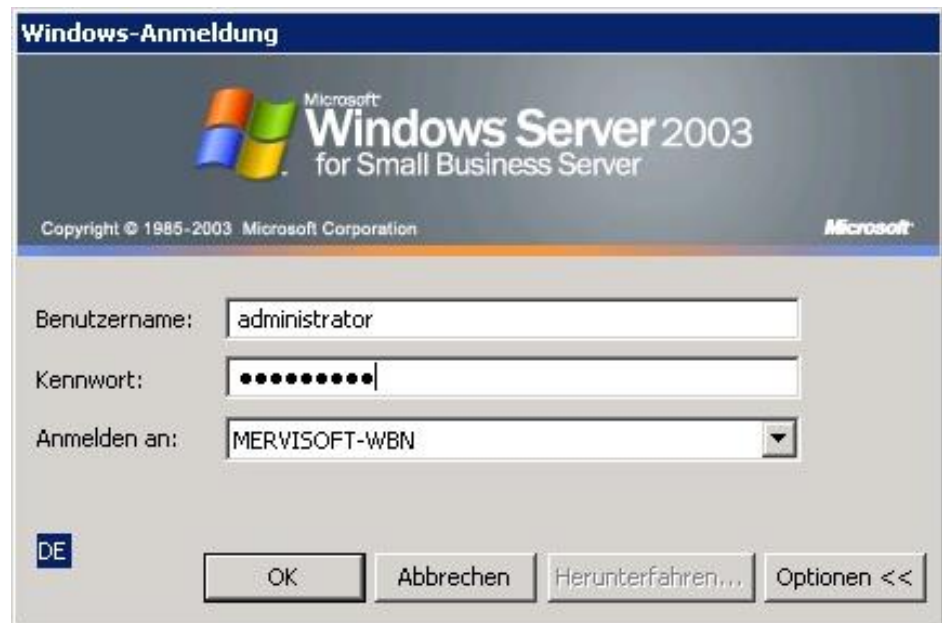 Windows-Anmeldung
Microsoft
Windows Server 2003
for Small Business Server
Copyright © 1985-2003 Microsoft Corporation Microsoft
Benutzername: administrator
Kennwort: •••••••••
Anmelden an: MERVISOFT-WBN
DE
OK Abbrechen Herunterfahren... Optionen <<